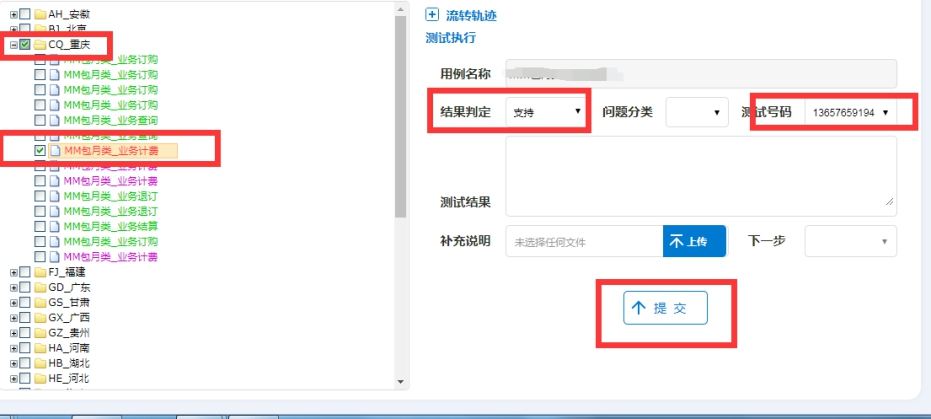 AH_安徽
BJ_北京
CQ_重庆
MM包月类_业务订购
MM包月类_业务订购
MM包月类_业务订购
MM包月类_业务订购
MM包月类_业务查询
MM包月类_业务查询
MM包月类_业务计费
MM包月类_业务计费
MM包月类_业务计费
MM包月类_业务退订
MM包月类_业务退订
MM包月类_业务结算
MM包月类_业务订购
MM包月类_业务计费
FJ_福建
GD_广东
GS_甘肃
GX_广西
GZ_贵州
HA_河南
HB_湖北
HE_河北
流转轨迹
测试执行
用例名称
结果判定 支持 问题分类 测试号码 13657659194
测试结果
补充说明 未选择任何文件 上传 下一步
提交